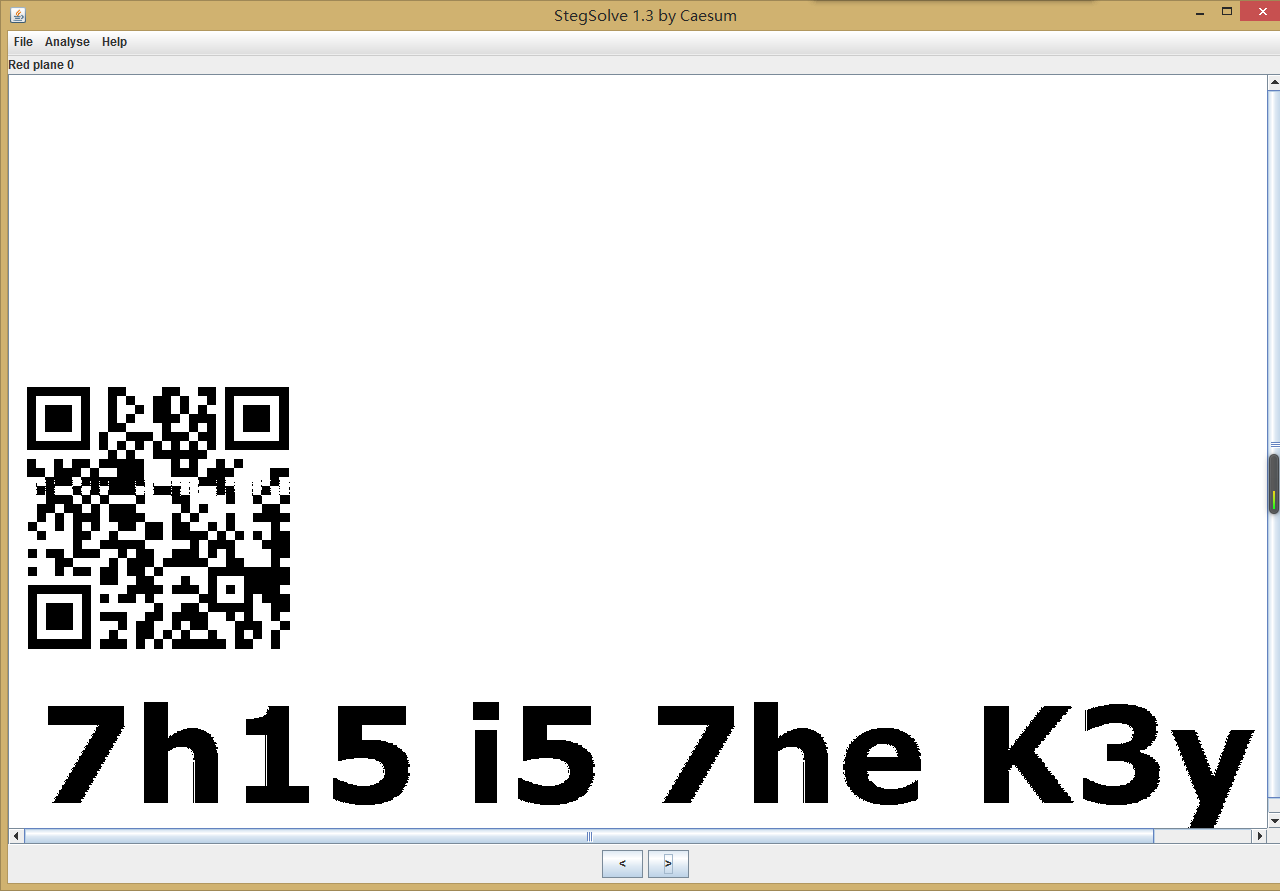 StegSolve 1.3 by Caesum
File Analyse Help
Red plane 0
7h15 i5 7he K3y
< >